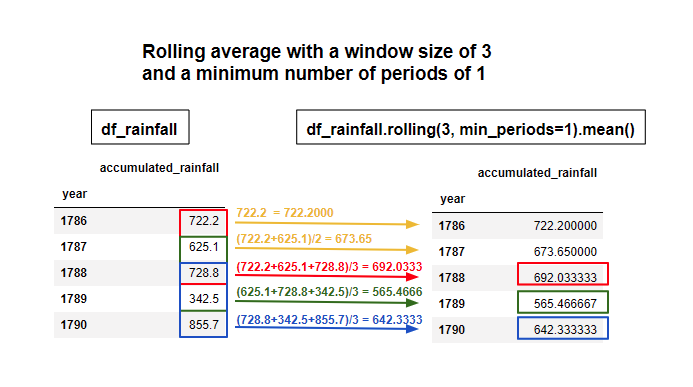 Rolling average with a window size of 3
and a minimum number of periods of 1
df_rainfall
df_rainfall.rolling(3, min_periods=1).mean()
accumulated_rainfall
year
1786 722.2
1787 625.1
1788 728.8
1789 342.5
1790 855.7
722.2 = 722.2000
(722.2+625.1)/2 = 673.65
(722.2+625.1+728.8)/3 = 692.0333
(625.1+728.8+342.5)/3 = 565.4666
(728.8+342.5+855.7)/3 = 642.3333
accumulated_rainfall
year
1786 722.200000
1787 673.650000
1788 692.033333
1789 565.466667
1790 642.333333